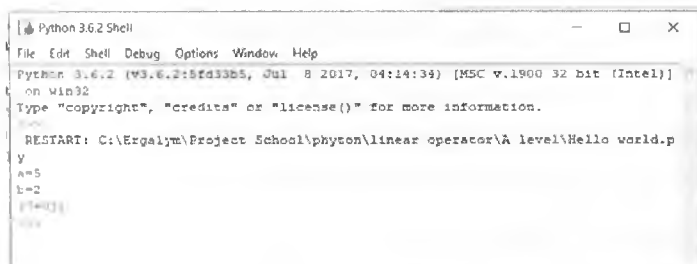 Python 3.6.2 Shell
File Edit Shell Debug Options Window Help
Python 3.6.2 (v3.6.2:5fd33b5, Jul 8 2017, 04:14:34) [MSC v.1900 32 bit (Intel)]
on win32
Type "copyright", "credits" or "license()" for more information.
>>>
RESTART: C:\Ergalym\Project School\phyton\linear operator\A level\Hello world.p
y
a=5
b=2
>>>